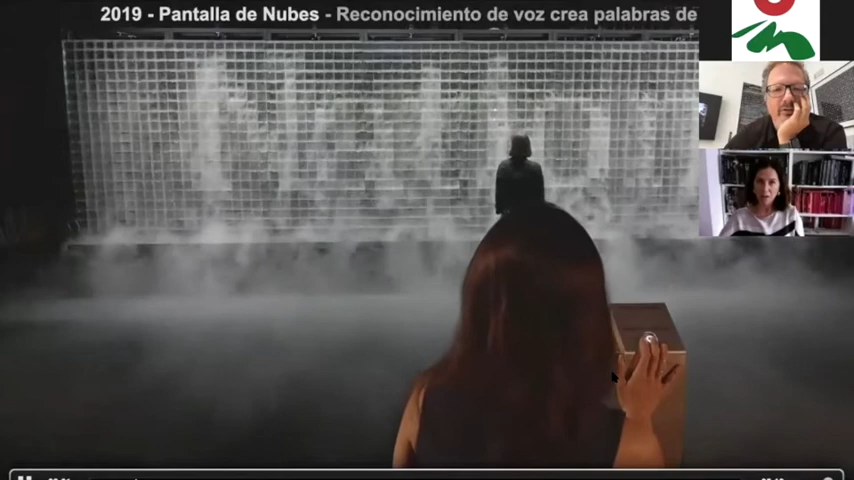 2019 - Pantalla de Nubes - Reconocimiento de voz crea palabras de